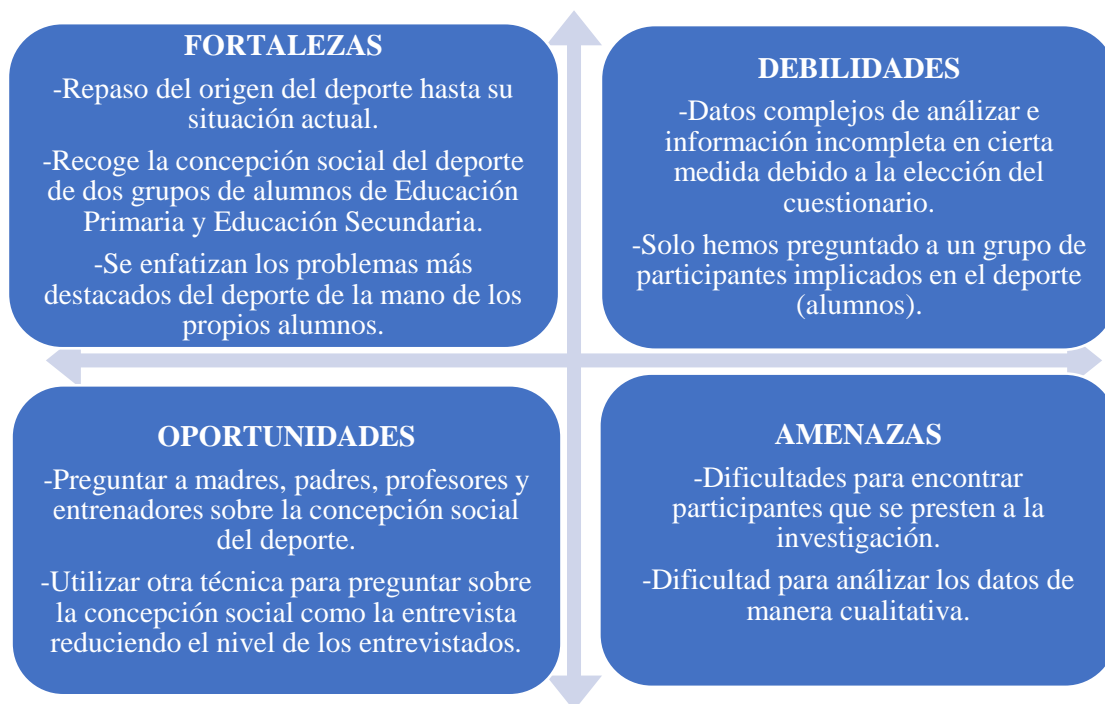 FORTALEZAS
-Repaso del origen del deporte hasta su
situación actual.
-Recoge la concepción social del deporte
de dos grupos de alumnos de Educación
Primaria y Educación Secundaria.
-Se enfatizan los problemas más
destacados del deporte de la mano de los
propios alumnos.
DEBILIDADES
-Datos complejos de análizar e
información incompleta en cierta
medida debido a la elección del
cuestionario.
-Solo hemos preguntado a un grupo de
participantes implicados en el deporte
(alumnos).
OPORTUNIDADES
-Preguntar a madres, padres, profesores y
entrenadores sobre la concepción social
del deporte.
-Utilizar otra técnica para preguntar sobre
la concepción social como la entrevista
reduciendo el nivel de los entrevistados.
AMENAZAS
-Dificultades para encontrar
participantes que se presten a la
investigación.
-Dificultad para análizar los datos de
manera cualitativa.